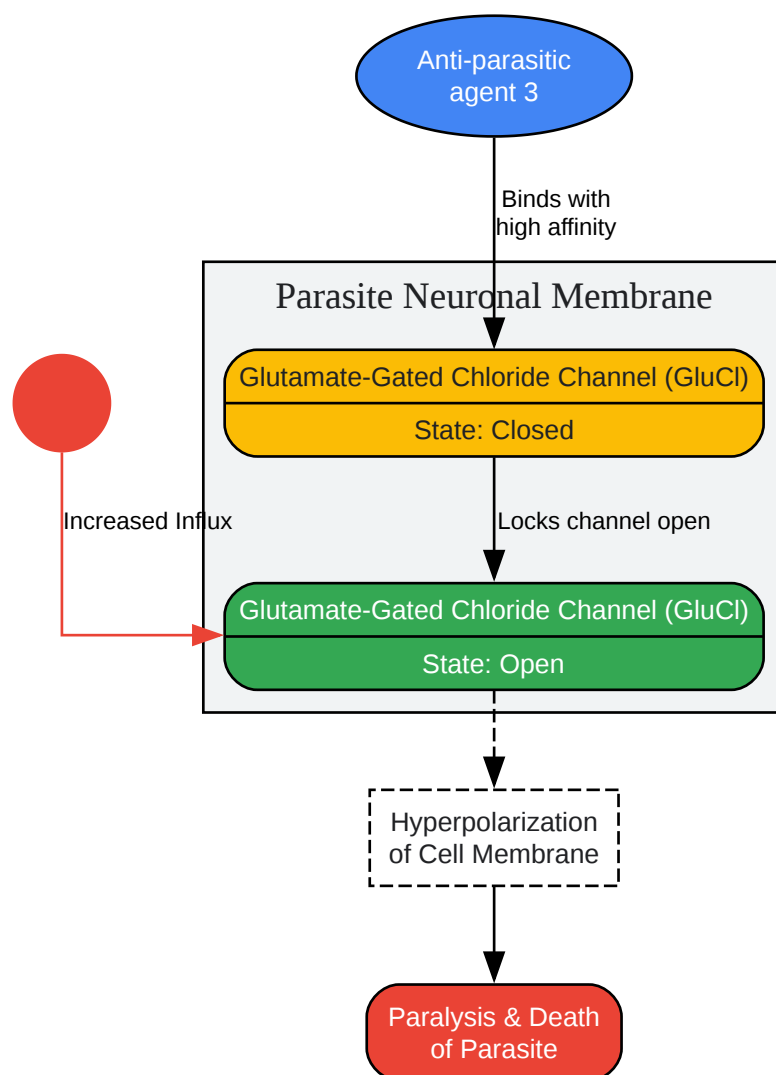 Anti-parasitic
agent 3
Binds with
high affinity
Parasite Neuronal Membrane
Glutamate-Gated Chloride Channel (GluCl)
State: Closed
Increased Influx
Locks channel open
Glutamate-Gated Chloride Channel (GluCl)
State: Open
Hyperpolarization
of Cell Membrane
Paralysis & Death
of Parasite